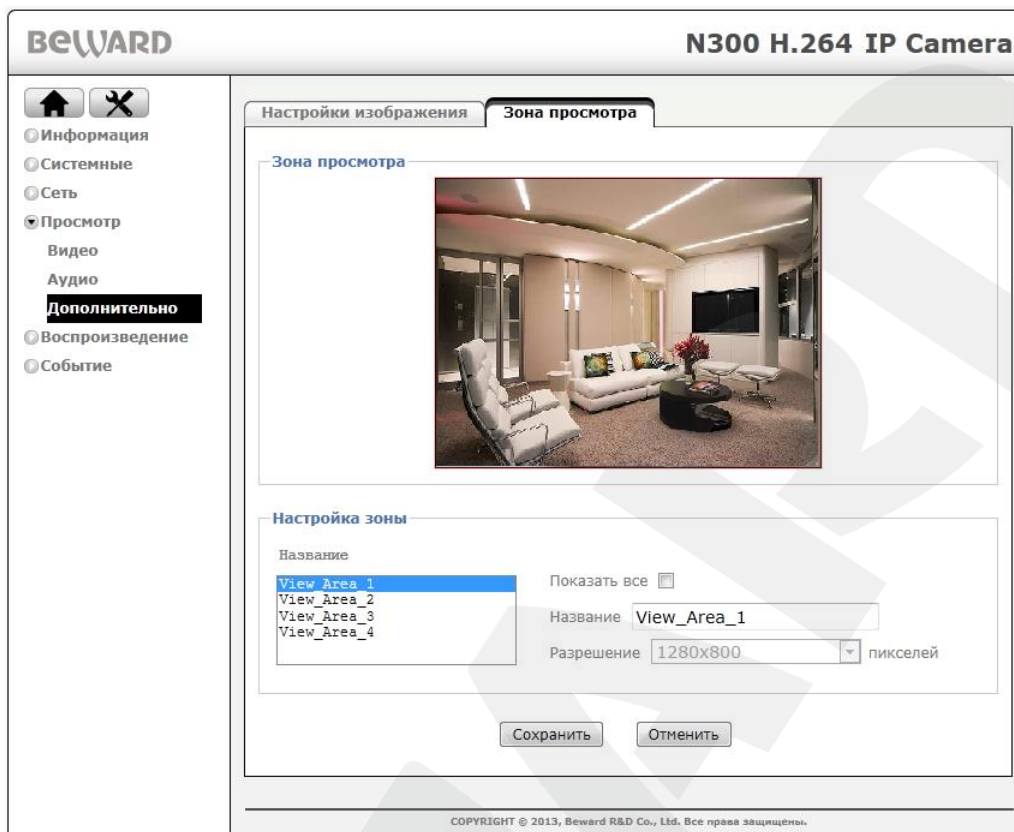 BEWARD
N300 H.264 IP Camera
Информация
Системные
Сеть
Просмотр
Видео
Аудио
Дополнительно
Воспроизведение
Событие
Настройки изображения
Зона просмотра
Зона просмотра
Настройка зоны
Название
View_Area_1
View_Area_2
View_Area_3
View_Area_4
Показать все
Название View_Area_1
Разрешение 1280x800 пикселей
Сохранить Отменить
COPYRIGHT © 2013, Beward R&D Co., Ltd. Все права защищены.